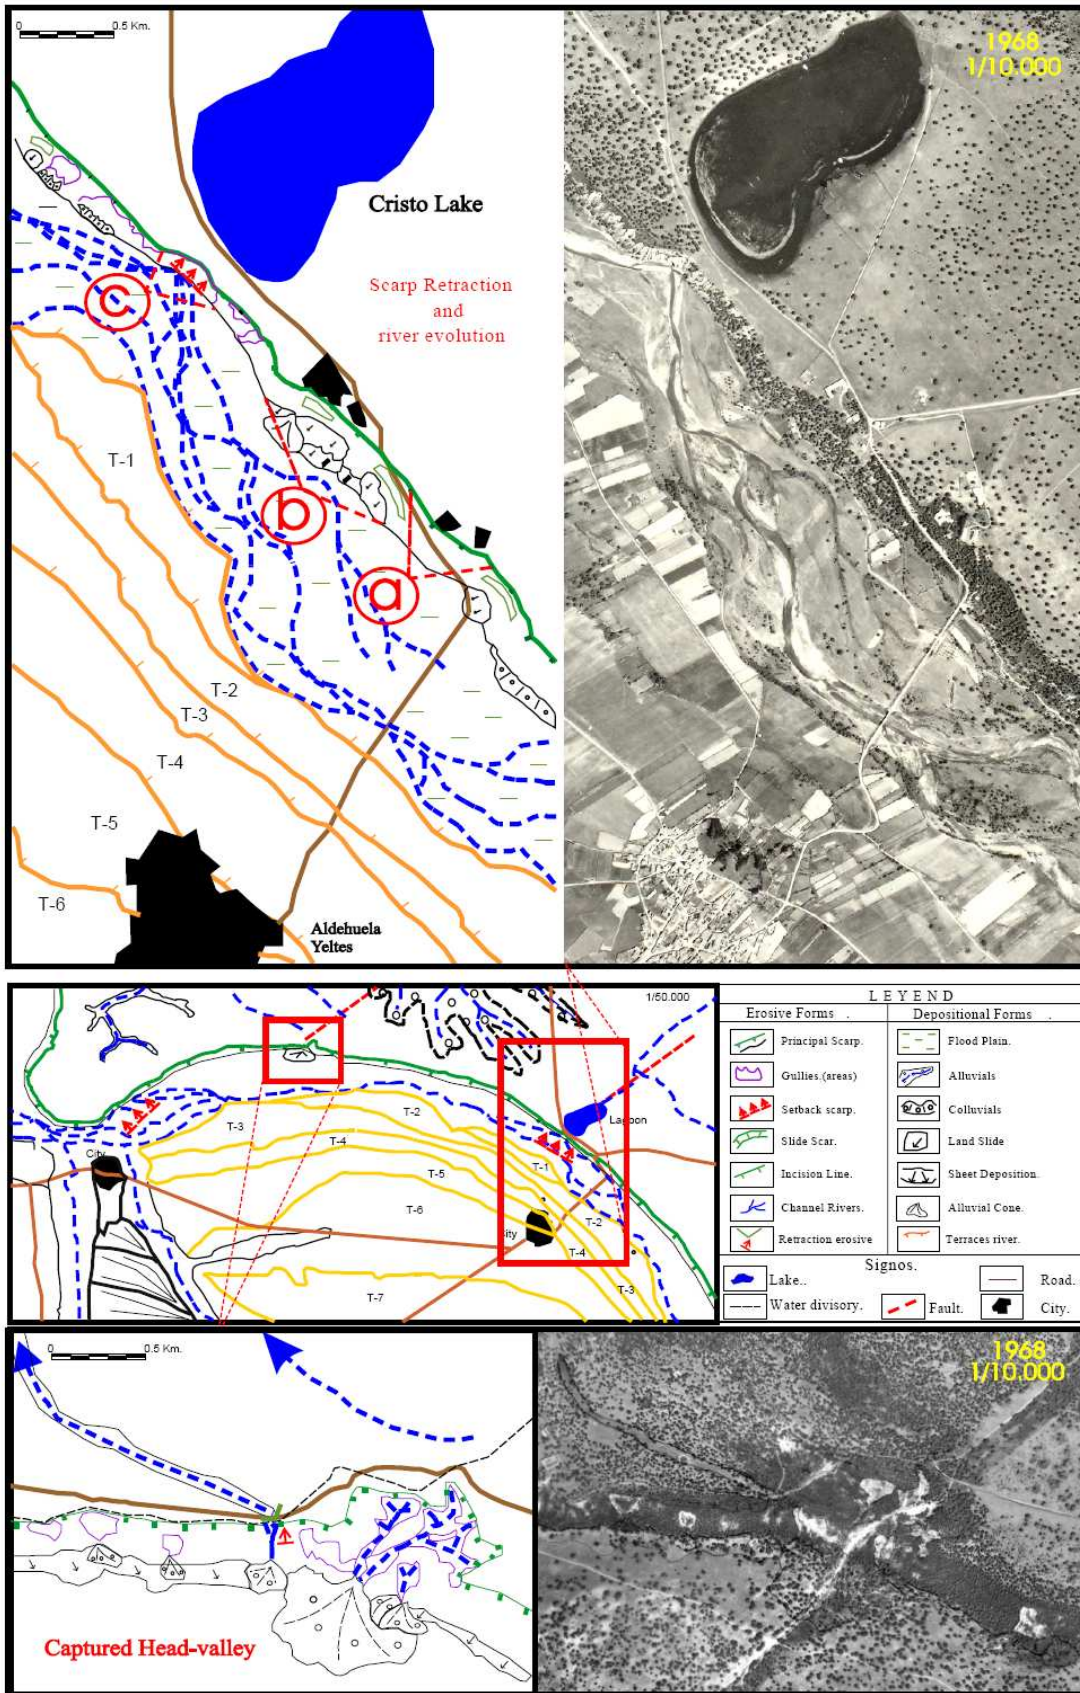 0 0.5 Km.
1968
1/10.000
Cristo Lake
Scarp Retraction
and
river evolution
c
b
a
T-1
T-2
T-3
T-4
T-5
T-6
Aldehuela
Yeltes
1/50.000
Lagoon
T-3
T-2
T-4
T-1
T-5
T-6
T-2
T-4
T-3
T-7
City
City
LEYEND
Erosive Forms .
Depositional Forms .
Principal Scarp.
Flood Plain.
Gullies.(areas)
Alluvials
Setback scarp.
Colluvials
Slide Scar.
Land Slide
Incision Line.
Sheet Deposition.
Channel Rivers.
Alluvial Cone.
Retraction erosive
Terraces river.
Signos.
Lake..
Road.
Water divisory.
Fault.
City.
0 0.5 Km.
1968
1/10.000
Captured Head-valley